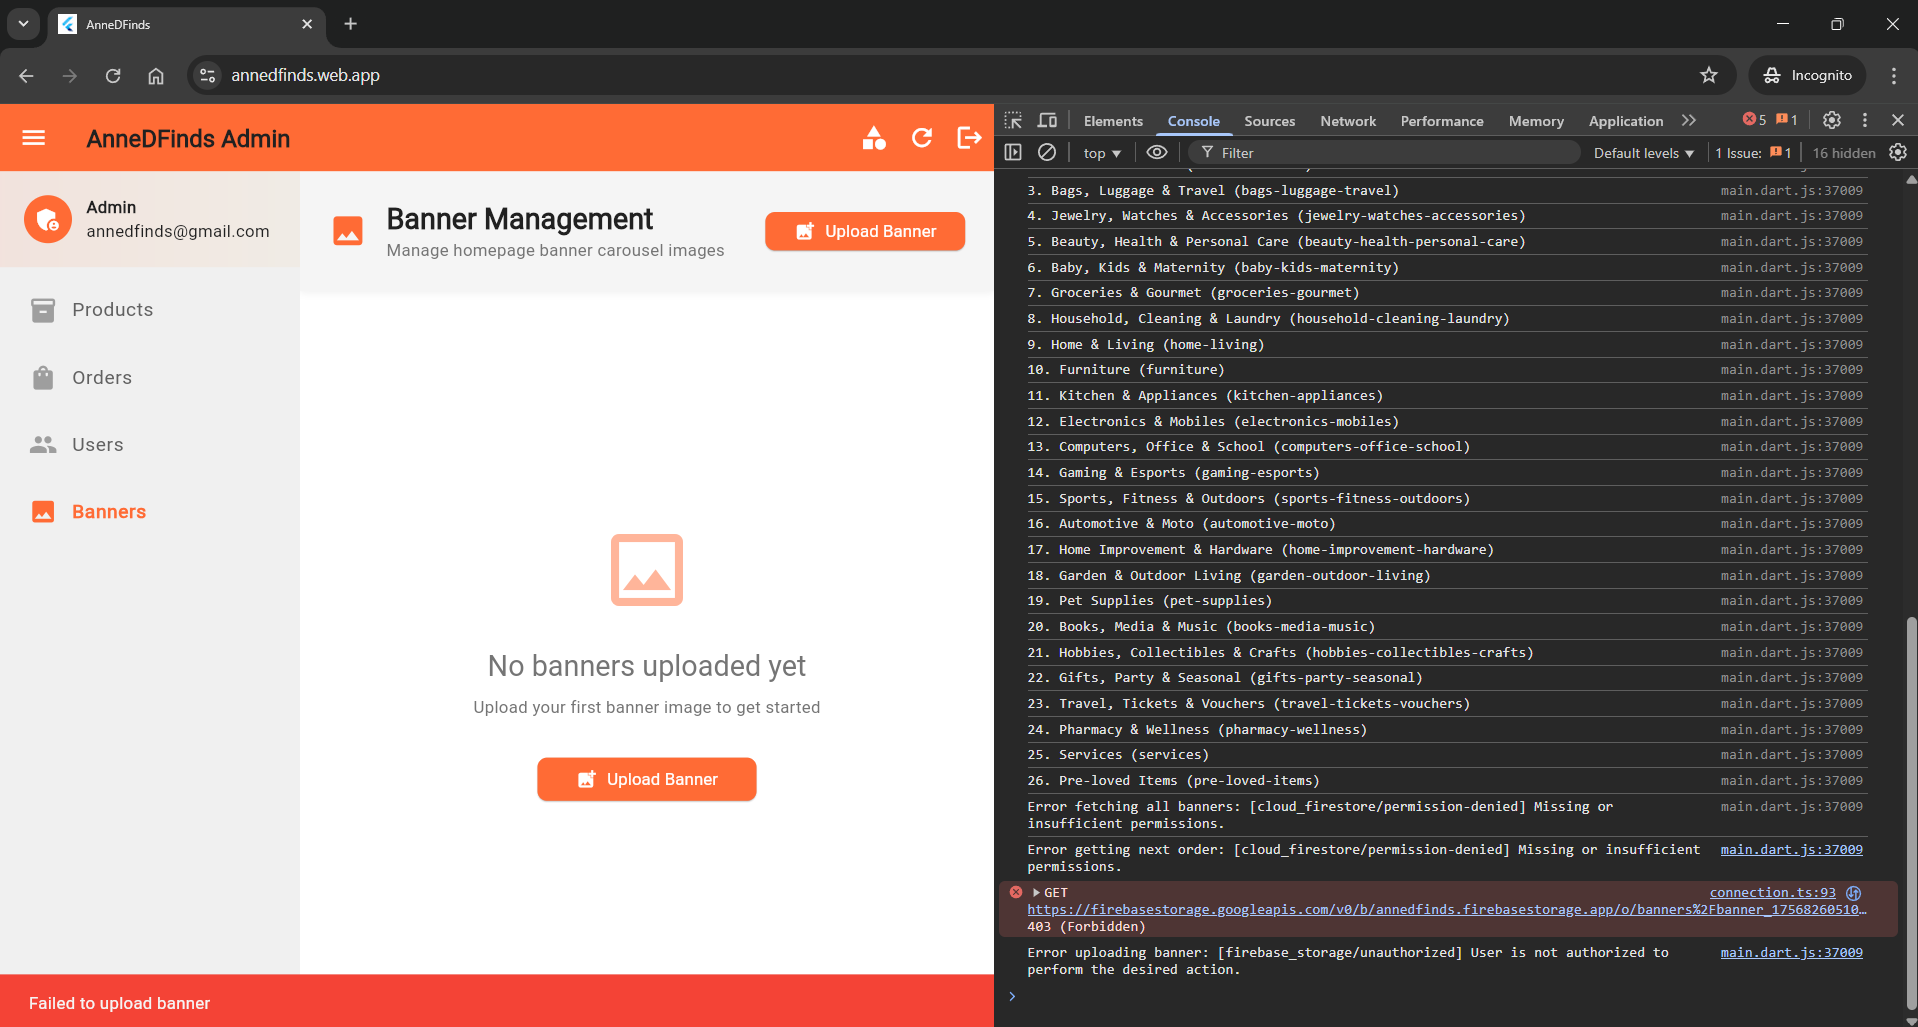 AnneDFinds
annedfinds.web.app
Incognito
AnneDFinds Admin
Admin
annedfinds@gmail.com
Products
Orders
Users
Banners
Banner Management
Manage homepage banner carousel images
Upload Banner
No banners uploaded yet
Upload your first banner image to get started
Upload Banner
Failed to upload banner
Elements Console Sources Network Performance Memory Application 5 1
top Filter Default levels 1 Issue: 1 16 hidden
3. Bags, Luggage & Travel (bags-luggage-travel) main.dart.js:37009
4. Jewelry, Watches & Accessories (jewelry-watches-accessories) main.dart.js:37009
5. Beauty, Health & Personal Care (beauty-health-personal-care) main.dart.js:37009
6. Baby, Kids & Maternity (baby-kids-maternity) main.dart.js:37009
7. Groceries & Gourmet (groceries-gourmet) main.dart.js:37009
8. Household, Cleaning & Laundry (household-cleaning-laundry) main.dart.js:37009
9. Home & Living (home-living) main.dart.js:37009
10. Furniture (furniture) main.dart.js:37009
11. Kitchen & Appliances (kitchen-appliances) main.dart.js:37009
12. Electronics & Mobiles (electronics-mobiles) main.dart.js:37009
13. Computers, Office & School (computers-office-school) main.dart.js:37009
14. Gaming & Esports (gaming-esports) main.dart.js:37009
15. Sports, Fitness & Outdoors (sports-fitness-outdoors) main.dart.js:37009
16. Automotive & Moto (automotive-moto) main.dart.js:37009
17. Home Improvement & Hardware (home-improvement-hardware) main.dart.js:37009
18. Garden & Outdoor Living (garden-outdoor-living) main.dart.js:37009
19. Pet Supplies (pet-supplies) main.dart.js:37009
20. Books, Media & Music (books-media-music) main.dart.js:37009
21. Hobbies, Collectibles & Crafts (hobbies-collectibles-crafts) main.dart.js:37009
22. Gifts, Party & Seasonal (gifts-party-seasonal) main.dart.js:37009
23. Travel, Tickets & Vouchers (travel-tickets-vouchers) main.dart.js:37009
24. Pharmacy & Wellness (pharmacy-wellness) main.dart.js:37009
25. Services (services) main.dart.js:37009
26. Pre-loved Items (pre-loved-items) main.dart.js:37009
Error fetching all banners: [cloud_firestore/permission-denied] Missing or main.dart.js:37009
insufficient permissions.
Error getting next order: [cloud_firestore/permission-denied] Missing or insufficient main.dart.js:37009
permissions.
GET connection.ts:93
https://firebasestorage.googleapis.com/v0/b/annedfinds.firebasestorage.app/o/banners%2Fbanner_17568260510…
403 (Forbidden)
Error uploading banner: [firebase_storage/unauthorized] User is not authorized to main.dart.js:37009
perform the desired action.